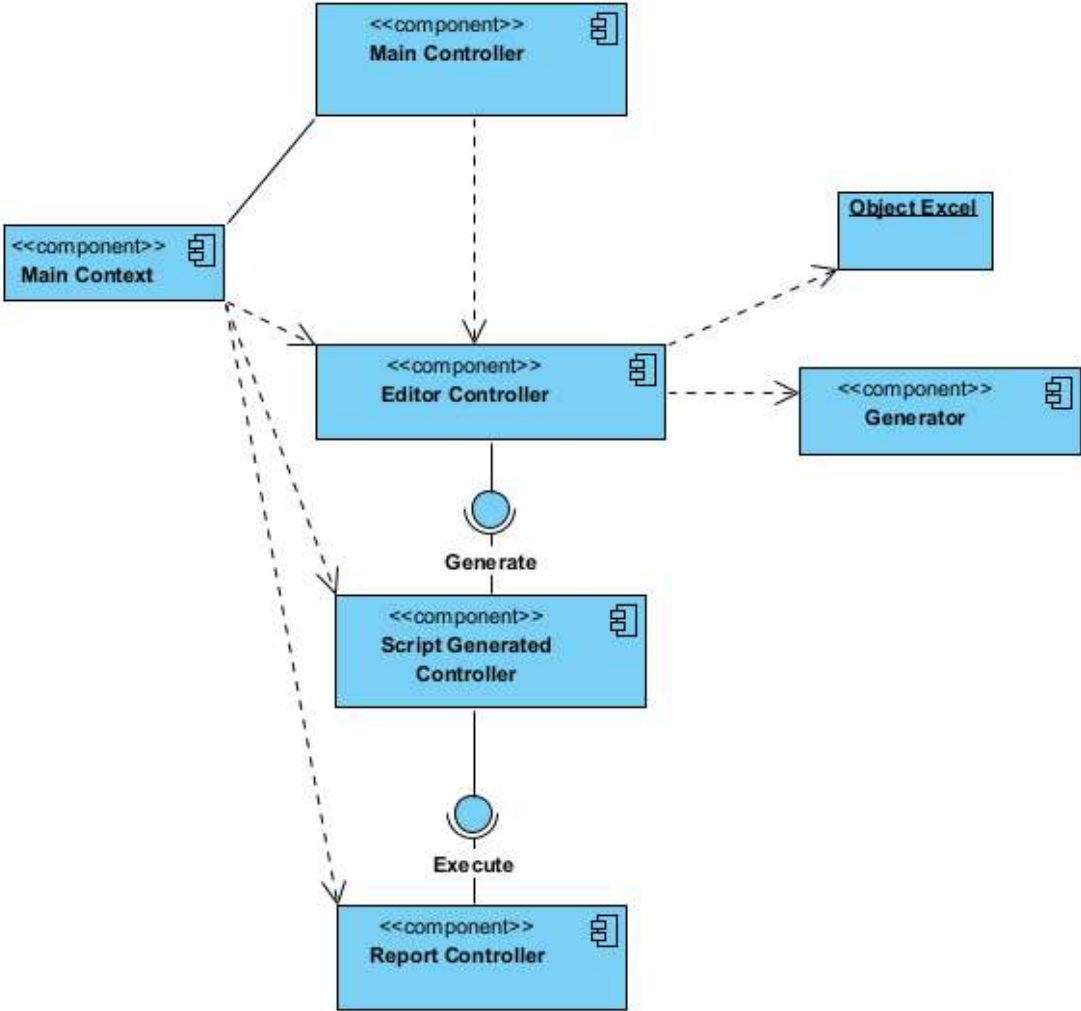 <<component>>
Main Controller
<<component>>
Main Context
Object Excel
<<component>>
Editor Controller
<<component>>
Generator
Generate
<<component>>
Script Generated
Controller
Execute
<<component>>
Report Controller